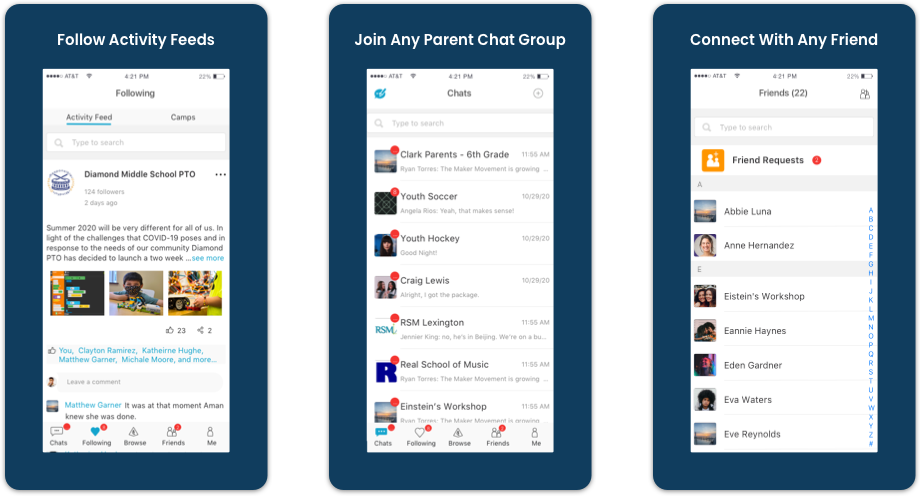 Follow Activity Feeds
AT&T 4:21 PM 22%
Following
Activity Feed Camps
Type to search
Diamond Middle School PTO
124 followers
2 days ago
Summer 2020 will be very different for all of us. In
light of the challenges that COVID-19 poses and in
response to the needs of our community Diamond
PTO has decided to launch a two week ...see more
23 2
You, Clayton Ramirez, Katheirne Hughe,
Matthew Garner, Michale Moore, and more...
Leave a comment
Matthew Garner It was at that moment Aman
knew she was done.
Chats Following Browse Friends Me
Join Any Parent Chat Group
AT&T 4:21 PM 22%
Chats
Type to search
Clark Parents - 6th Grade 11:55 AM
Ryan Torres: The Maker Movement is growing ...
Youth Soccer 10/29/20
Angela Rios: Yeah, that makes sense!
Youth Hockey 10/29/20
Good Night!
Craig Lewis 10/29/20
Alright, I got the package.
RSM
RSM Lexington 11:55 AM
Jennier King: no, he's in Beijing. We're on a bu...
R
Real School of Music 11:55 AM
Ryan Torres: The Maker Movement is growing ...
Einstein's Workshop 11:55 AM
Ryan Torres: The Maker Movement is growing ...
Chats Following Browse Friends Me
Connect With Any Friend
AT&T 4:21 PM 22%
Friends (22)
Type to search
Friend Requests 2
A
Abbie Luna
Anne Hernandez
E
Eistein's Workshop
Eannie Haynes
Eden Gardner
Eva Waters
Eve Reynolds
A
B
C
D
E
F
G
H
I
J
K
L
M
N
O
P
Q
R
S
T
U
V
W
X
Y
Z
#